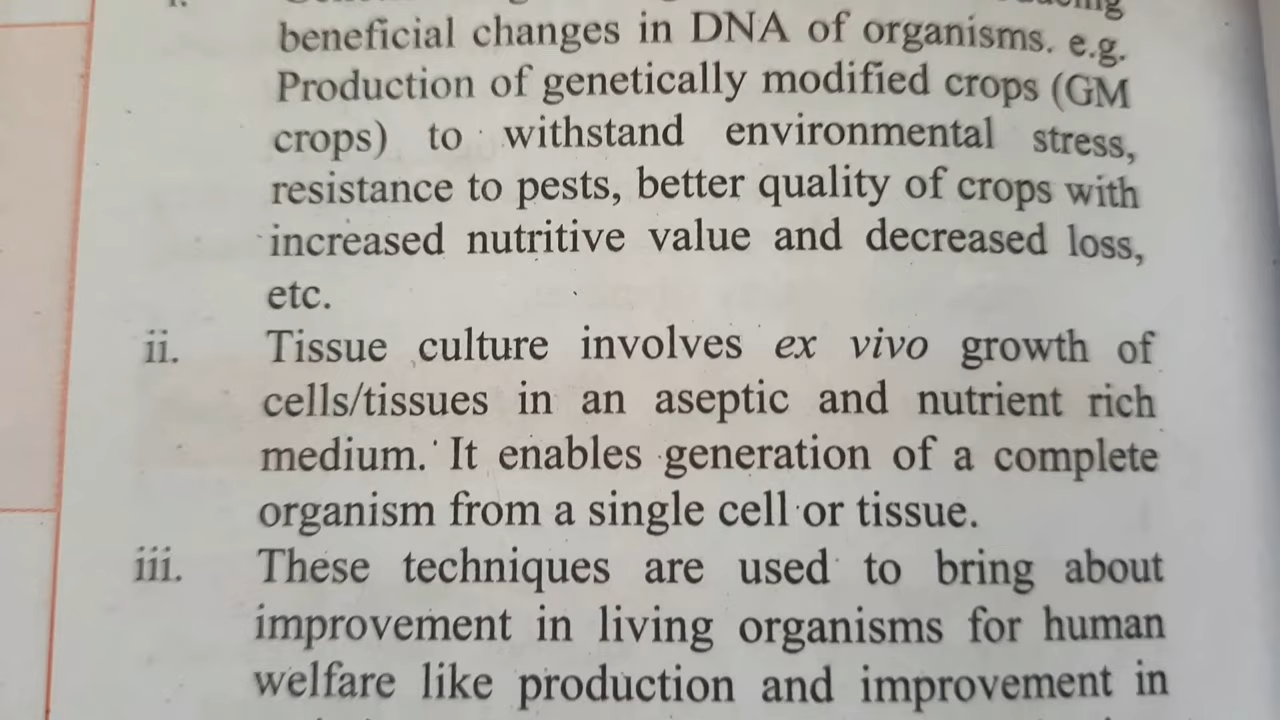 beneficial changes in DNA of organisms. e.g.
Production of genetically modified crops (GM
crops) to withstand environmental stress,
resistance to pests, better quality of crops with
increased nutritive value and decreased loss,
etc.
ii. Tissue culture involves ex vivo growth of
cells/tissues in an aseptic and nutrient rich
medium. It enables generation of a complete
organism from a single cell or tissue.
iii. These techniques are used to bring about
improvement in living organisms for human
welfare like production and improvement in